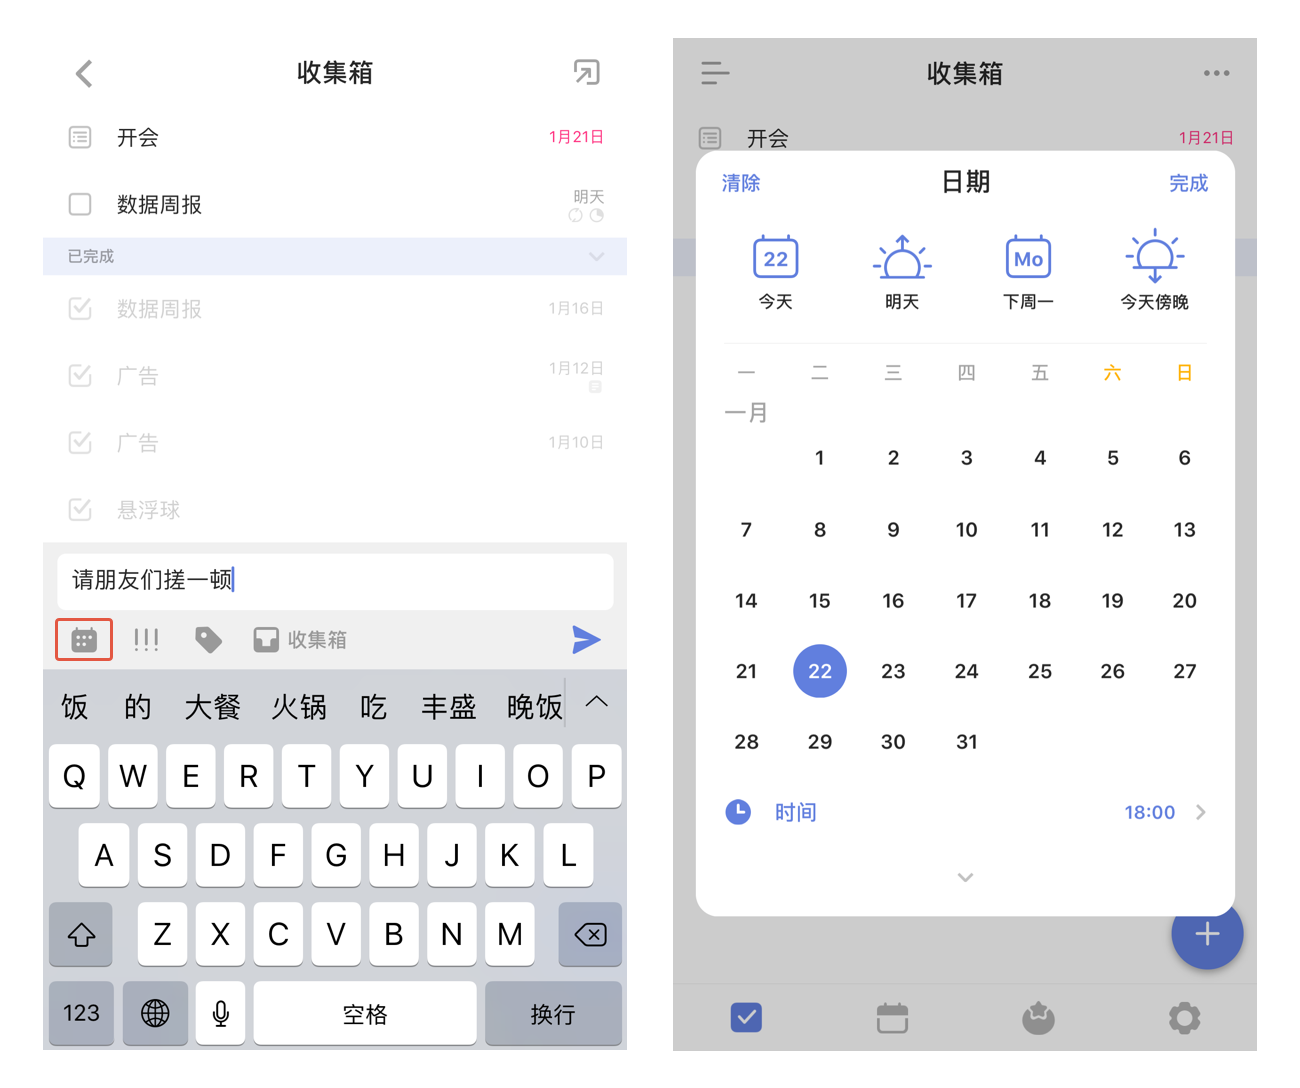 收集箱
开会 1月21日
数据周报 明天
已完成
数据周报 1月16日
广告 1月12日
广告 1月10日
悬浮球
请朋友们搓一顿
!!! 收集箱
饭 的 大餐 火锅 吃 丰盛 晚饭
Q W E R T Y U I O P
A S D F G H J K L
Z X C V B N M
123 空格 换行
收集箱
开会 1月21日
清除 日期 完成
22 Mo
今天 明天 下周一 今天傍晚
一 二 三 四 五 六 日
一月
1 2 3 4 5 6
7 8 9 10 11 12 13
14 15 16 17 18 19 20
21 22 23 24 25 26 27
28 29 30 31
时间 18:00